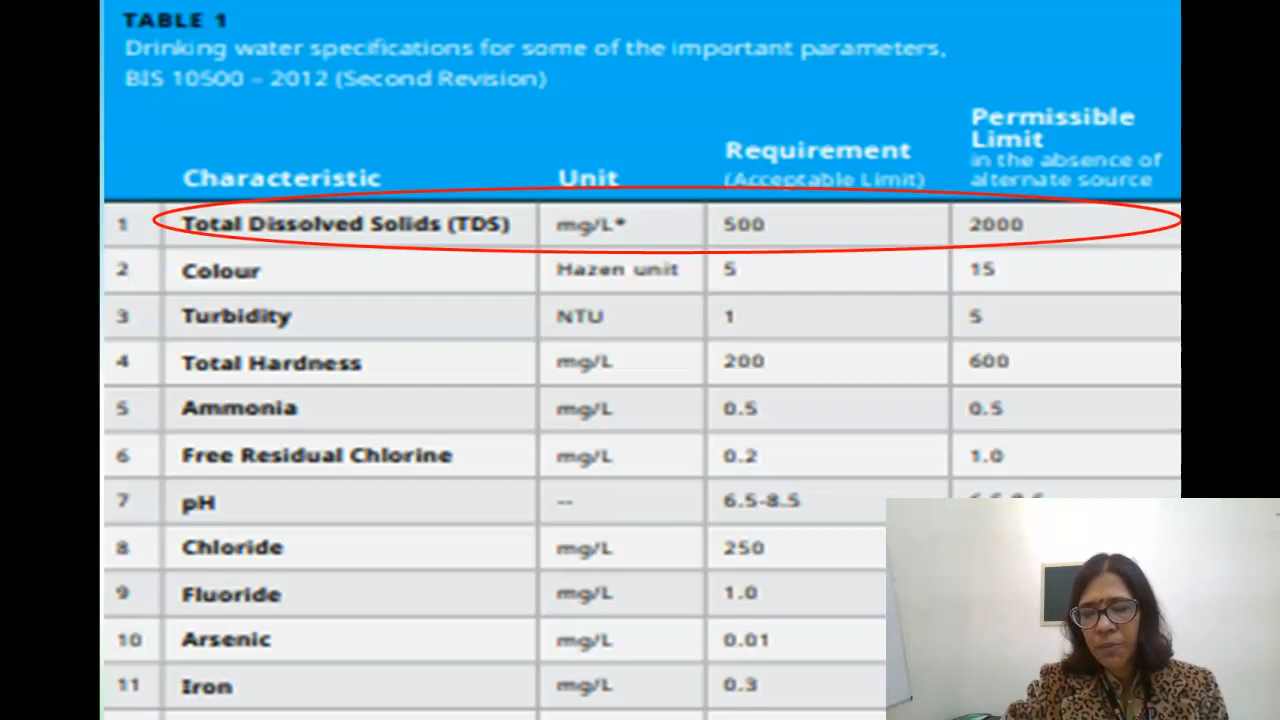 TABLE 1
Drinking water specifications for some of the important parameters,
BIS 10500 – 2012 (Second Revision)
Characteristic Unit Requirement (Acceptable Limit) Permissible Limit in the absence of alternate source
1 Total Dissolved Solids (TDS) mg/L* 500 2000
2 Colour Hazen unit 5 15
3 Turbidity NTU 1 5
4 Total Hardness mg/L 200 600
5 Ammonia mg/L 0.5 0.5
6 Free Residual Chlorine mg/L 0.2 1.0
7 pH -- 6.5-8.5
8 Chloride mg/L 250
9 Fluoride mg/L 1.0
10 Arsenic mg/L 0.01
11 Iron mg/L 0.3